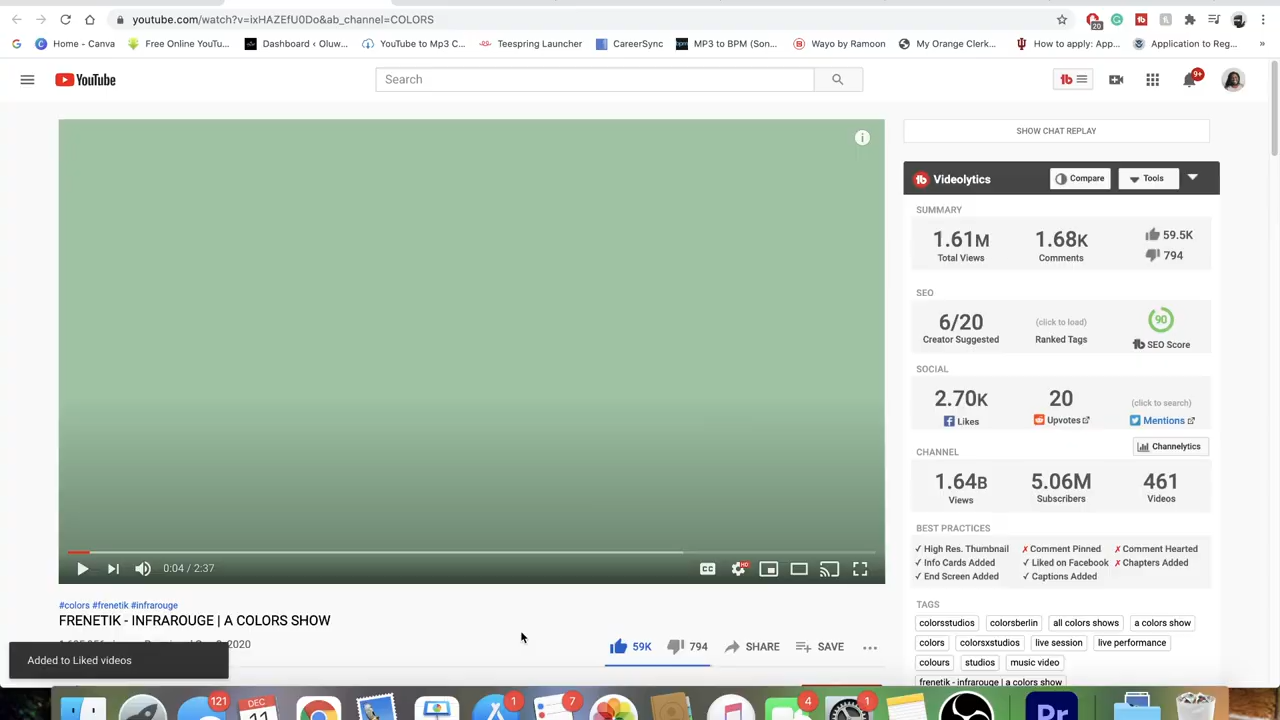 youtube.com/watch?v=ixHAZEfU0Do&ab_channel=COLORS
20
Home - Canva
Free Online YouTu...
Dashboard ‹ Oluw...
YouTube to Mp3 C...
Teespring Launcher
CareerSync
MP3 to BPM (Son...
Wayo by Ramoon
My Orange Clerk...
How to apply: App...
Application to Reg...
»
YouTube
Search
9+
SHOW CHAT REPLAY
Videolytics
Compare
Tools
SUMMARY
1.61M
1.68K
59.5K
Total Views
Comments
794
SEO
6/20
(click to load)
90
Creator Suggested
Ranked Tags
SEO Score
SOCIAL
2.70K
20
(click to search)
Likes
Upvotes
Mentions
CHANNEL
Channelytics
1.64B
5.06M
461
Views
Subscribers
Videos
BEST PRACTICES
✓ High Res. Thumbnail
✗ Comment Pinned
✗ Comment Hearted
✓ Info Cards Added
✓ Liked on Facebook
✗ Chapters Added
✓ End Screen Added
✓ Captions Added
TAGS
colorsstudios
colorsberlin
all colors shows
a colors show
colors
colorsxstudios
live session
live performance
colours
studios
music video
frenetik - infrarouge | a colors show
0:04 / 2:37
CC
HD
#colors #frenetik #infrarouge
FRENETIK - INFRAROUGE | A COLORS SHOW
2020
59K
794
SHARE
SAVE
Added to Liked videos
121
DEC
1
7
4
1
Pr